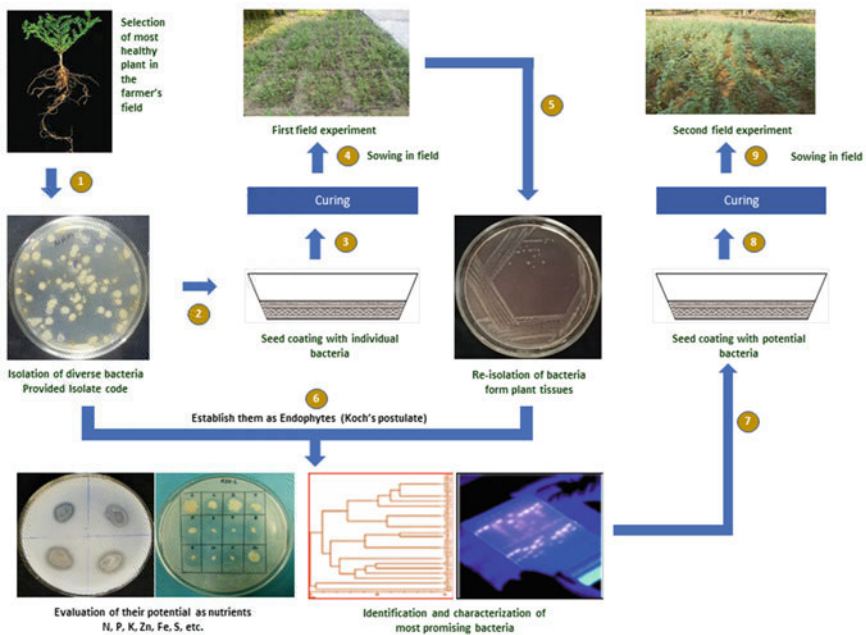 Selection
of most
healthy
plant in
the
farmer's
field
1
Isolation of diverse bacteria
Provided Isolate code
2
Seed coating with individual
bacteria
3
Curing
4
Sowing in field
First field experiment
5
Re-isolation of bacteria
form plant tissues
6
Establish them as Endophytes (Koch's postulate)
Evaluation of their potential as nutrients
N, P, K, Zn, Fe, S, etc.
Identification and characterization of
most promising bacteria
7
Seed coating with potential
bacteria
8
Curing
9
Sowing in field
Second field experiment